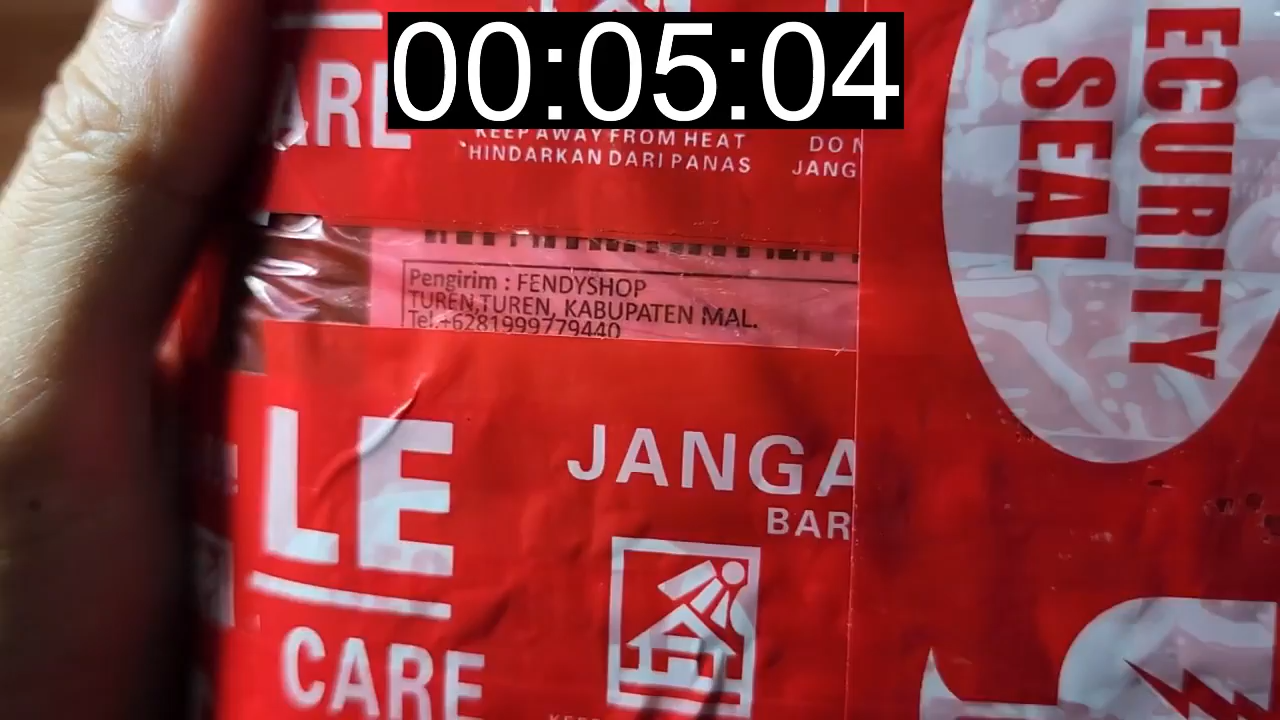 00:05:04
ARE
KEEP AWAY FROM HEAT
HINDARKAN DARI PANAS
DO N
JANG
ECURITY
SEAL
Pengirim : FENDYSHOP
TUREN,TUREN, KABUPATEN MAL.
Tel.+6281999779440
LE
CARE
JANGA
BAR